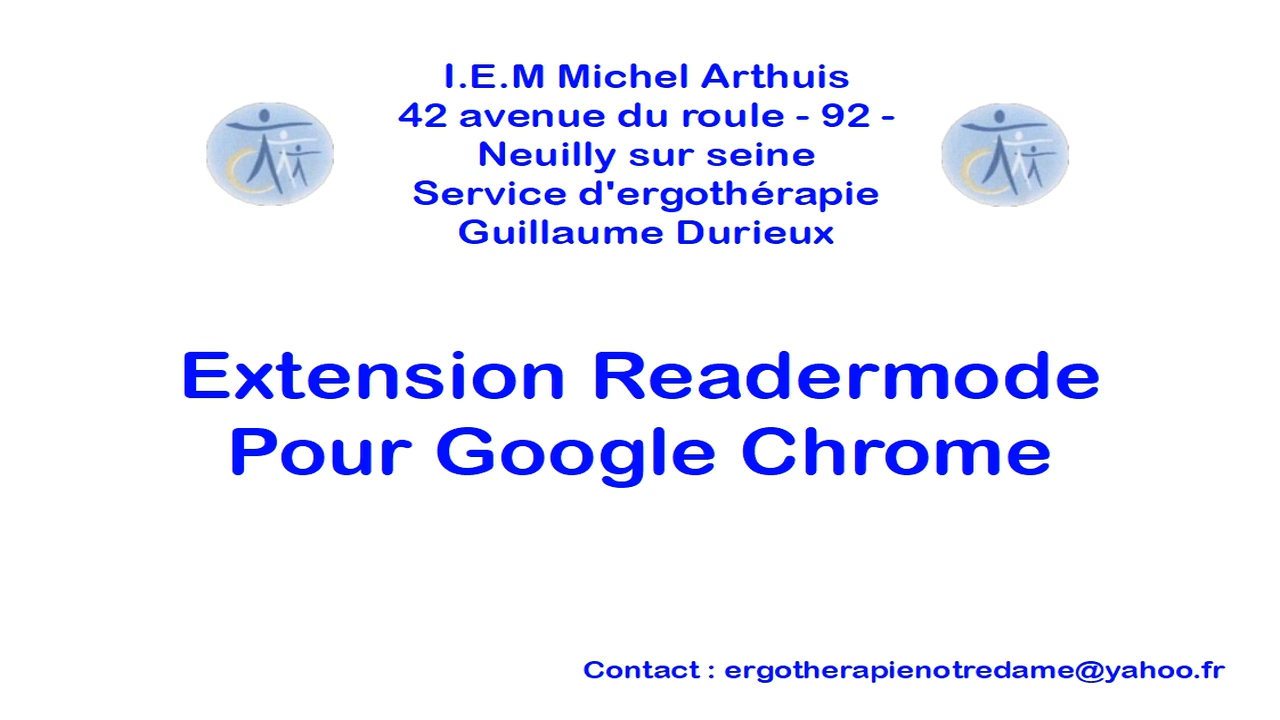 I.E.M Michel Arthuis
42 avenue du roule - 92 -
Neuilly sur seine
Service d'ergothérapie
Guillaume Durieux
Extension Readermode
Pour Google Chrome
Contact : ergotherapienotredame@yahoo.fr